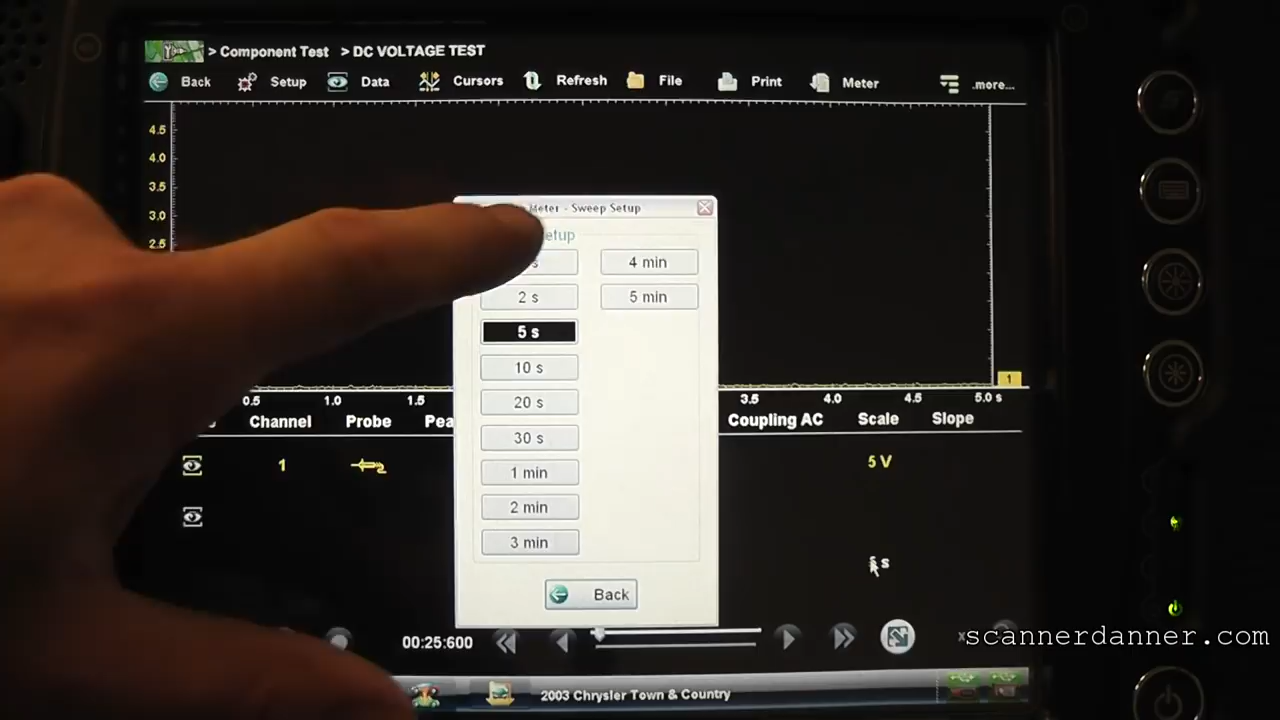 > Component Test > DC VOLTAGE TEST
Back Setup Data Cursors Refresh File Print Meter .more...
4.5
4.0
3.5
3.0
2.5
Meter - Sweep Setup
etup
s 4 min
2 s 5 min
5 s
10 s
20 s
30 s
1 min
2 min
3 min
Back
1
0.5 1.0 1.5 3.5 4.0 4.5 5.0 s
Channel Probe Pea Coupling AC Scale Slope
1 5 V
s
00:25:600
scannerdanner.com
2003 Chrysler Town & Country